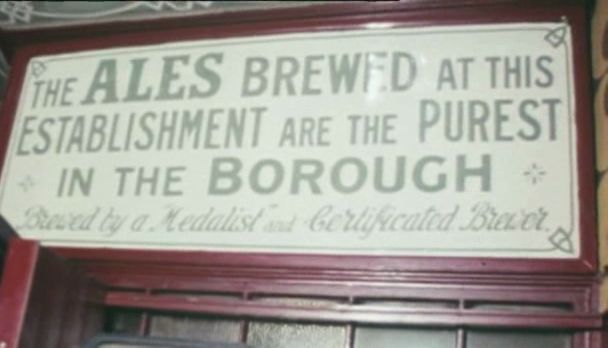 THE ALES BREWED AT THIS
ESTABLISHMENT ARE THE PUREST
IN THE BOROUGH
Brewed by a "Medalist" and Certificated Brewer.